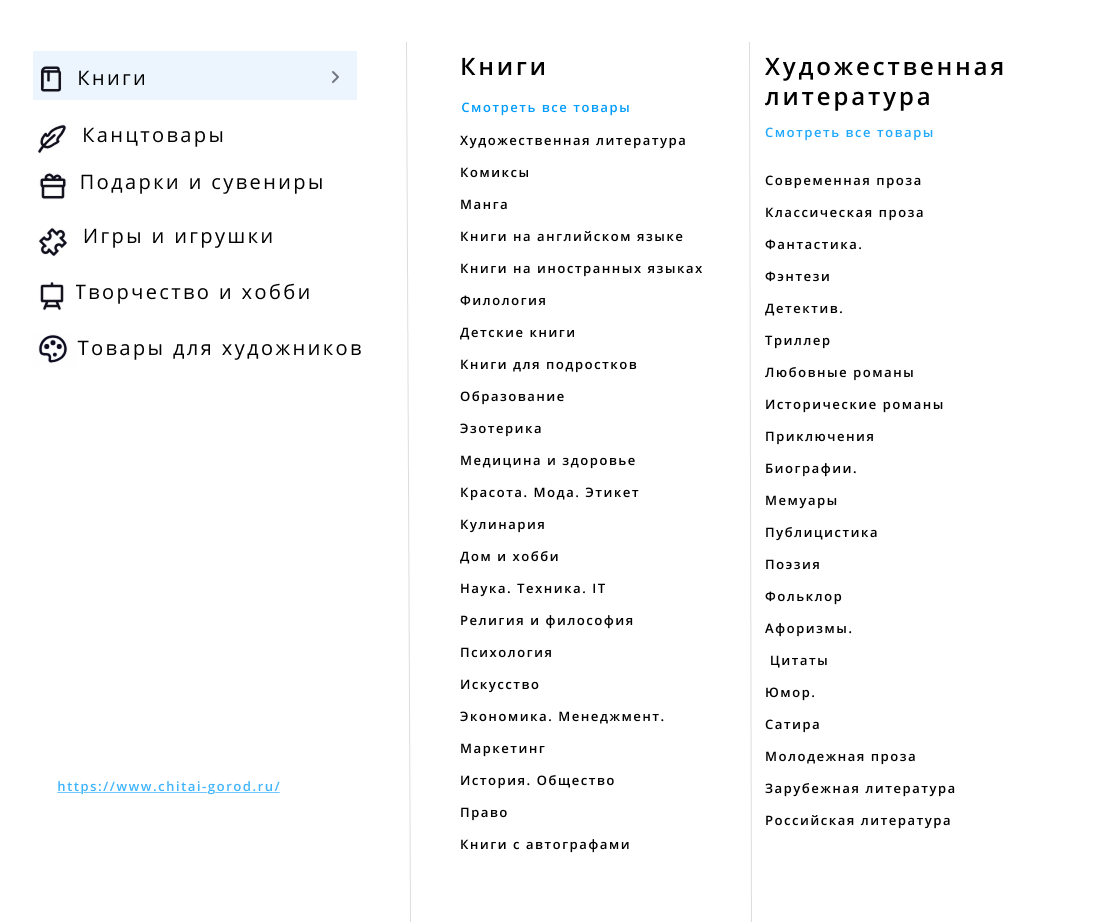 Книги
Канцтовары
Подарки и сувениры
Игры и игрушки
Творчество и хобби
Товары для художников
https://www.chitai-gorod.ru/
Книги
Смотреть все товары
Художественная литература
Комиксы
Манга
Книги на английском языке
Книги на иностранных языках
Филология
Детские книги
Книги для подростков
Образование
Эзотерика
Медицина и здоровье
Красота. Мода. Этикет
Кулинария
Дом и хобби
Наука. Техника. IT
Религия и философия
Психология
Искусство
Экономика. Менеджмент.
Маркетинг
История. Общество
Право
Книги с автографами
Художественная
литература
Смотреть все товары
Современная проза
Классическая проза
Фантастика.
Фэнтези
Детектив.
Триллер
Любовные романы
Исторические романы
Приключения
Биографии.
Мемуары
Публицистика
Поэзия
Фольклор
Афоризмы.
Цитаты
Юмор.
Сатира
Молодежная проза
Зарубежная литература
Российская литература